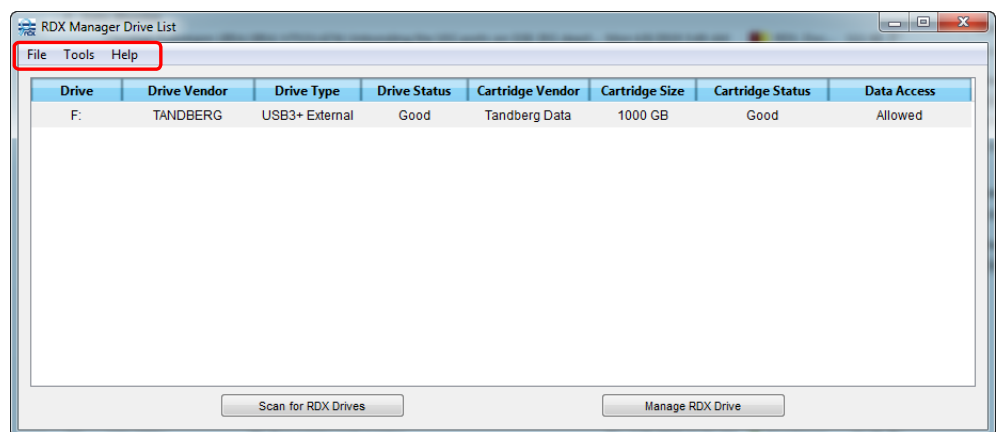 RDX Manager Drive List
File Tools Help
Drive Drive Vendor Drive Type Drive Status Cartridge Vendor Cartridge Size Cartridge Status Data Access
F: TANDBERG USB3+ External Good Tandberg Data 1000 GB Good Allowed
Scan for RDX Drives Manage RDX Drive